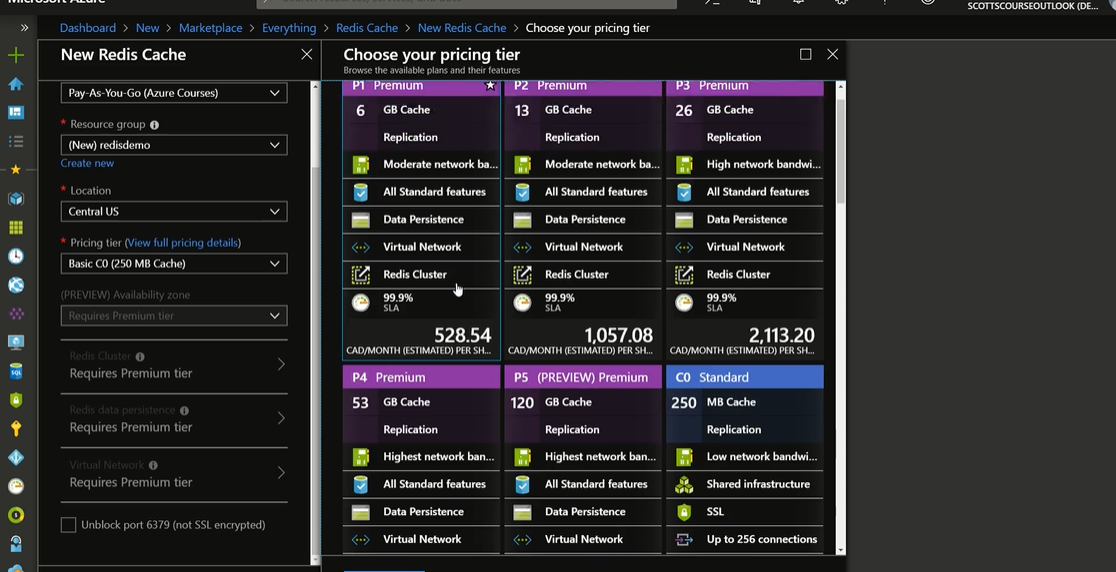 Microsoft Azure
SCOTTSCOURSEOUTLOOK (DE...
Dashboard > New > Marketplace > Everything > Redis Cache > New Redis Cache > Choose your pricing tier
New Redis Cache
Pay-As-You-Go (Azure Courses)
* Resource group
(New) redisdemo
Create new
* Location
Central US
* Pricing tier (View full pricing details)
Basic C0 (250 MB Cache)
(PREVIEW) Availability zone
Requires Premium tier
Redis Cluster
Requires Premium tier
Redis data persistence
Requires Premium tier
Virtual Network
Requires Premium tier
Unblock port 6379 (not SSL encrypted)
Choose your pricing tier
Browse the available plans and their features
P1 Premium
6 GB Cache
Replication
Moderate network ba...
All Standard features
Data Persistence
Virtual Network
Redis Cluster
99.9%
SLA
528.54
CAD/MONTH (ESTIMATED) PER SH...
P2 Premium
13 GB Cache
Replication
Moderate network ba...
All Standard features
Data Persistence
Virtual Network
Redis Cluster
99.9%
SLA
1,057.08
CAD/MONTH (ESTIMATED) PER SH...
P3 Premium
26 GB Cache
Replication
High network bandwi...
All Standard features
Data Persistence
Virtual Network
Redis Cluster
99.9%
SLA
2,113.20
CAD/MONTH (ESTIMATED) PER SH...
P4 Premium
53 GB Cache
Replication
Highest network ban...
All Standard features
Data Persistence
Virtual Network
P5 (PREVIEW) Premium
120 GB Cache
Replication
Highest network ban...
All Standard features
Data Persistence
Virtual Network
C0 Standard
250 MB Cache
Replication
Low network bandwi...
Shared infrastructure
SSL
Up to 256 connections